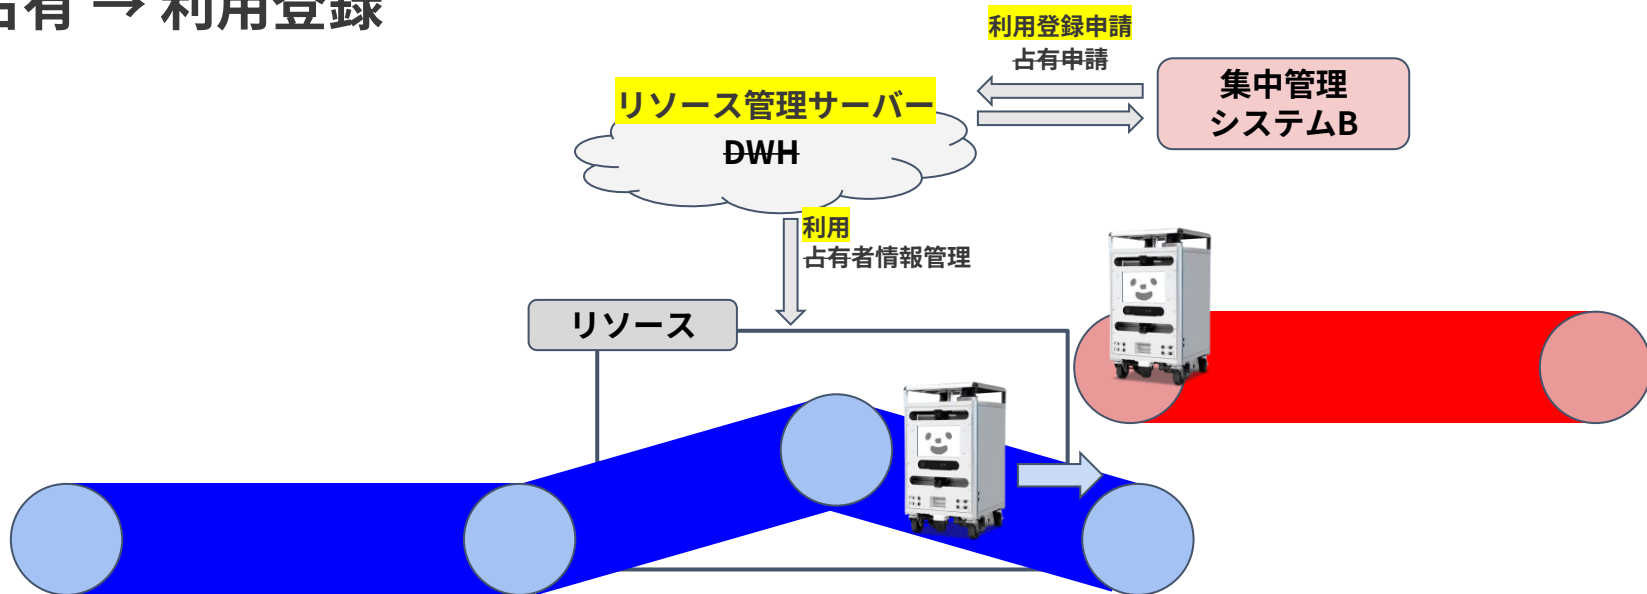 占有 → 利用登録
利用登録申請
占有申請
集中管理
システムB
リソース管理サーバー
DWH
利用
占有者情報管理
リソース